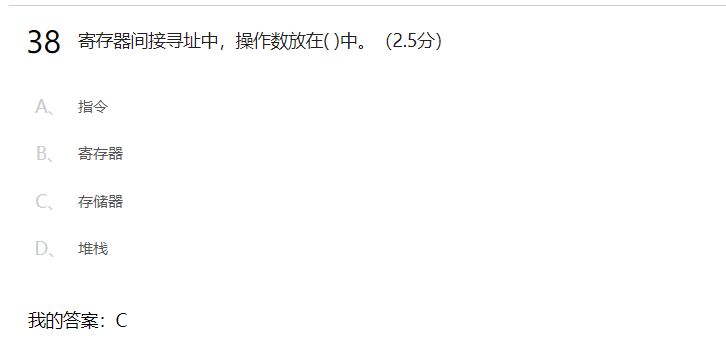 38 寄存器间接寻址中，操作数放在( )中。（2.5分）
A、 指令
B、 寄存器
C、 存储器
D、 堆栈
我的答案：C